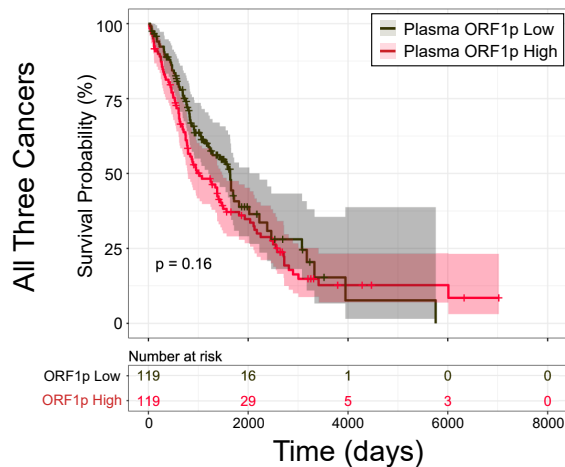 All Three Cancers
Survival Probability (%)
100
75
50
25
0
Plasma ORF1p Low
Plasma ORF1p High
p = 0.16
Number at risk
ORF1p Low 119 16 1 0 0
ORF1p High 119 29 5 3 0
0 2000 4000 6000 8000
Time (days)